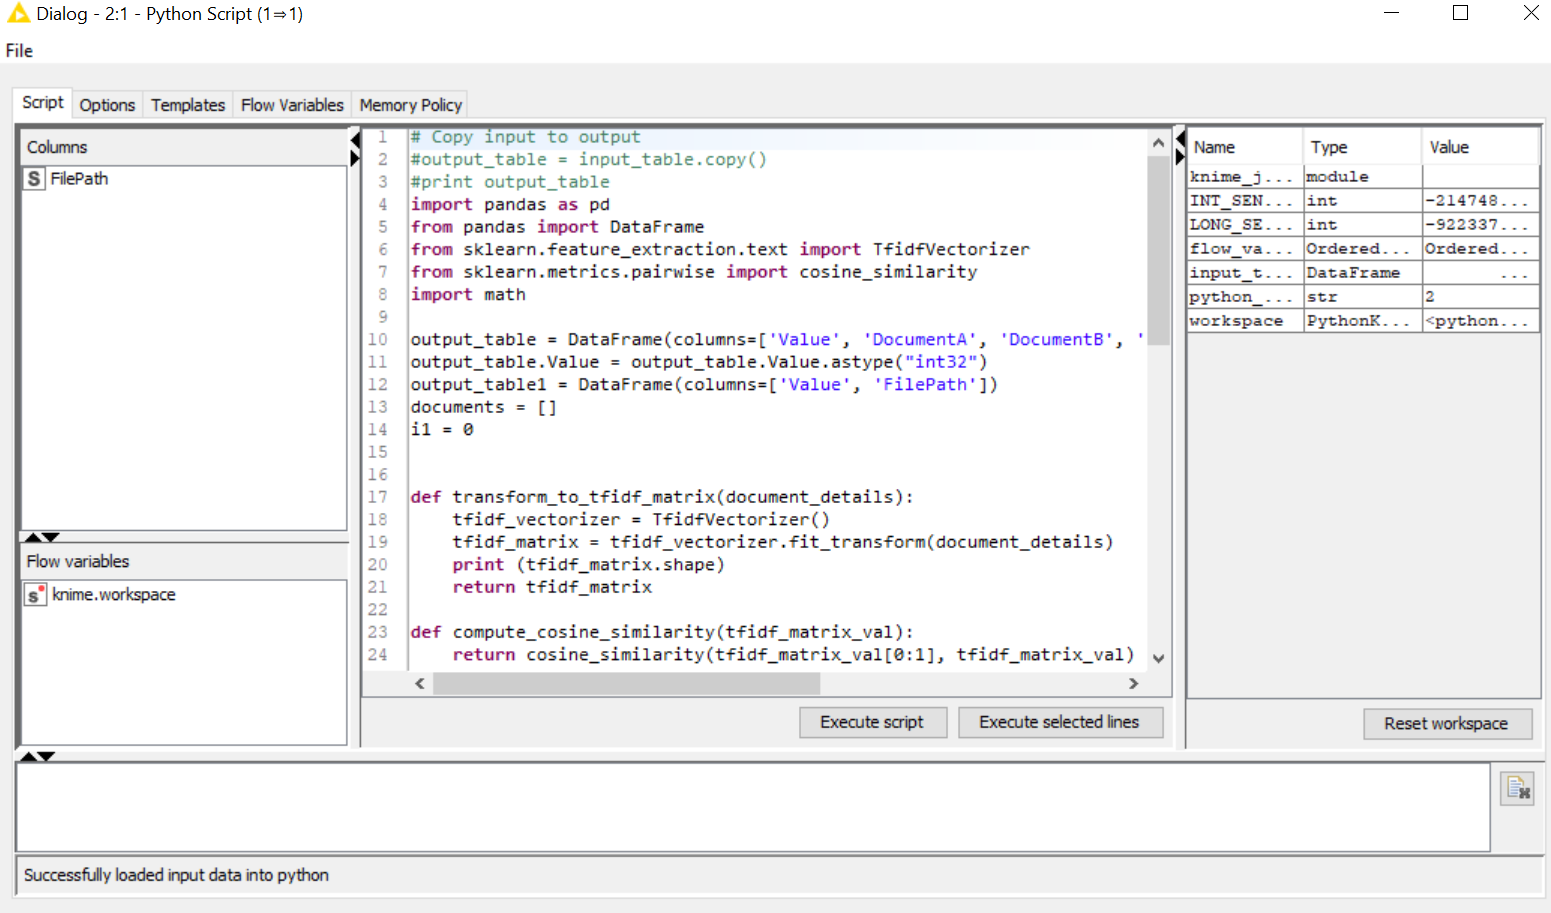 Dialog - 2:1 - Python Script (1⇒1)
File
Script Options Templates Flow Variables Memory Policy
Columns
S FilePath
Flow variables
s knime.workspace
1 # Copy input to output
2 #output_table = input_table.copy()
3 #print output_table
4 import pandas as pd
5 from pandas import DataFrame
6 from sklearn.feature_extraction.text import TfidfVectorizer
7 from sklearn.metrics.pairwise import cosine_similarity
8 import math
9
10 output_table = DataFrame(columns=['Value', 'DocumentA', 'DocumentB', '
11 output_table.Value = output_table.Value.astype("int32")
12 output_table1 = DataFrame(columns=['Value', 'FilePath'])
13 documents = []
14 i1 = 0
15
16
17 def transform_to_tfidf_matrix(document_details):
18     tfidf_vectorizer = TfidfVectorizer()
19     tfidf_matrix = tfidf_vectorizer.fit_transform(document_details)
20     print (tfidf_matrix.shape)
21     return tfidf_matrix
22
23 def compute_cosine_similarity(tfidf_matrix_val):
24     return cosine_similarity(tfidf_matrix_val[0:1], tfidf_matrix_val)
Execute script Execute selected lines
Name Type Value
knime_j... module
INT_SEN... int -214748...
LONG_SE... int -922337...
flow_va... Ordered... Ordered...
input_t... DataFrame ...
python_... str 2
workspace PythonK... <python...
Reset workspace
Successfully loaded input data into python